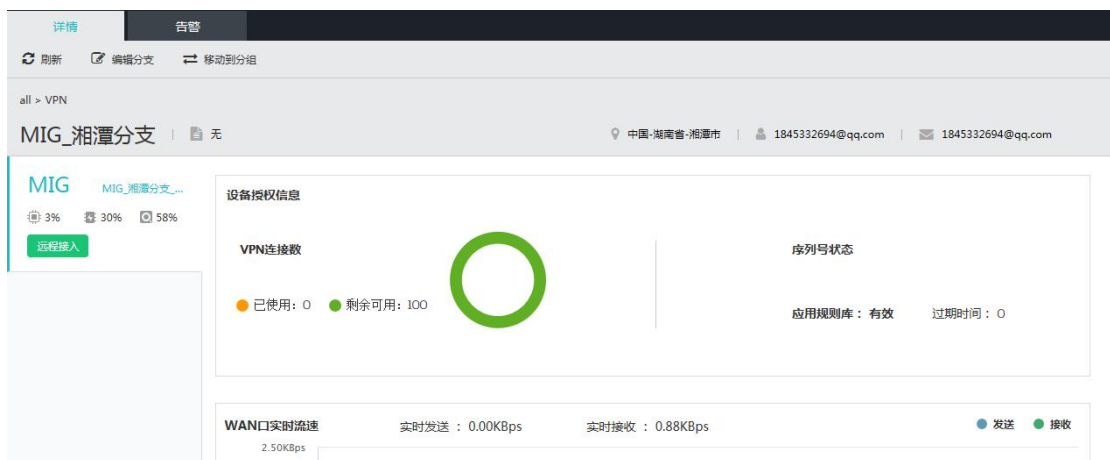 详情 告警
刷新 编辑分支 移动到分组
all > VPN
MIG_湘潭分支 | 无 中国-湖南省-湘潭市 | 1845332694@qq.com | 1845332694@qq.com
MIG MIG_湘潭分支_...
3% 30% 58%
远程接入
设备授权信息
VPN连接数 序列号状态
已使用：0 剩余可用：100
应用规则库：有效 过期时间：0
WAN口实时流速 实时发送 ：0.00KBps 实时接收 ：0.88KBps 发送 接收
2.50KBps